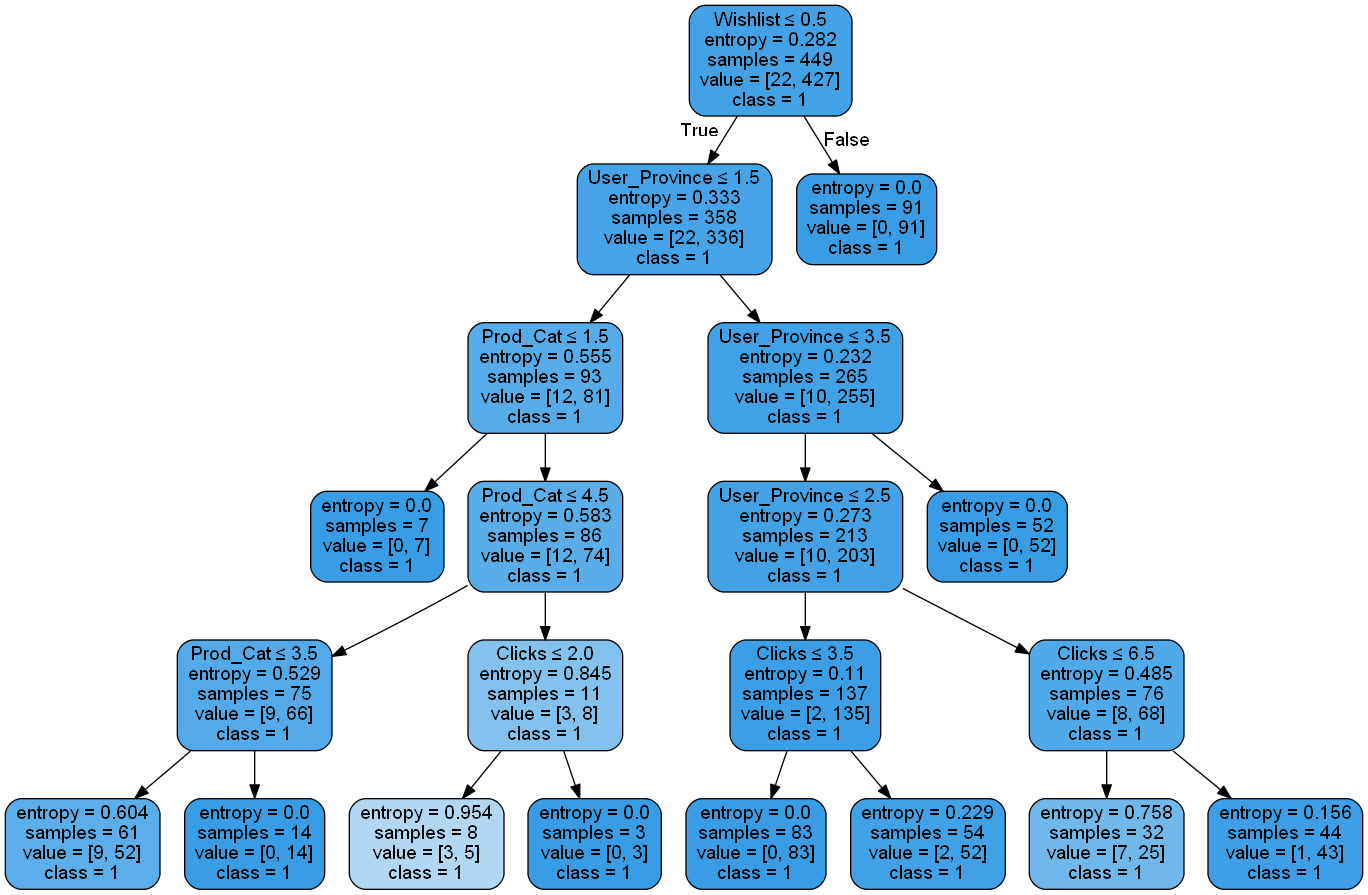 Wishlist ≤ 0.5
entropy = 0.282
samples = 449
value = [22, 427]
class = 1
True
False
User_Province ≤ 1.5
entropy = 0.333
samples = 358
value = [22, 336]
class = 1
entropy = 0.0
samples = 91
value = [0, 91]
class = 1
Prod_Cat ≤ 1.5
entropy = 0.555
samples = 93
value = [12, 81]
class = 1
User_Province ≤ 3.5
entropy = 0.232
samples = 265
value = [10, 255]
class = 1
entropy = 0.0
samples = 7
value = [0, 7]
class = 1
Prod_Cat ≤ 4.5
entropy = 0.583
samples = 86
value = [12, 74]
class = 1
User_Province ≤ 2.5
entropy = 0.273
samples = 213
value = [10, 203]
class = 1
entropy = 0.0
samples = 52
value = [0, 52]
class = 1
Prod_Cat ≤ 3.5
entropy = 0.529
samples = 75
value = [9, 66]
class = 1
Clicks ≤ 2.0
entropy = 0.845
samples = 11
value = [3, 8]
class = 1
Clicks ≤ 3.5
entropy = 0.11
samples = 137
value = [2, 135]
class = 1
Clicks ≤ 6.5
entropy = 0.485
samples = 76
value = [8, 68]
class = 1
entropy = 0.604
samples = 61
value = [9, 52]
class = 1
entropy = 0.0
samples = 14
value = [0, 14]
class = 1
entropy = 0.954
samples = 8
value = [3, 5]
class = 1
entropy = 0.0
samples = 3
value = [0, 3]
class = 1
entropy = 0.0
samples = 83
value = [0, 83]
class = 1
entropy = 0.229
samples = 54
value = [2, 52]
class = 1
entropy = 0.758
samples = 32
value = [7, 25]
class = 1
entropy = 0.156
samples = 44
value = [1, 43]
class = 1